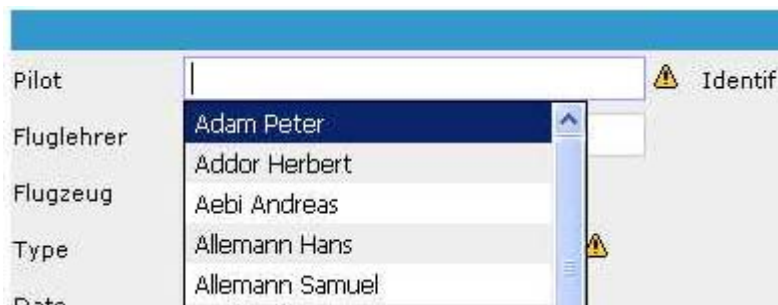 Pilot
Identif
Adam Peter
Fluglehrer
Addor Herbert
Flugzeug
Aebi Andreas
Type
Allemann Hans
Allemann Samuel